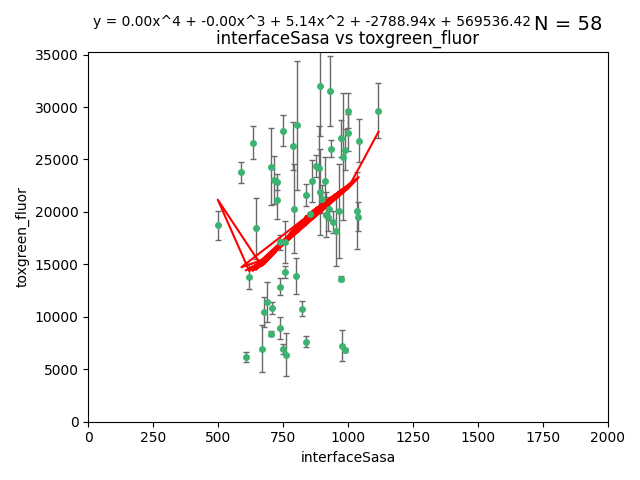 y = 0.00x^4 + -0.00x^3 + 5.14x^2 + -2788.94x + 569536.42 N = 58
interfaceSasa vs toxgreen_fluor
35000
30000
25000
20000
15000
10000
5000
0
toxgreen_fluor
0 250 500 750 1000 1250 1500 1750 2000
interfaceSasa